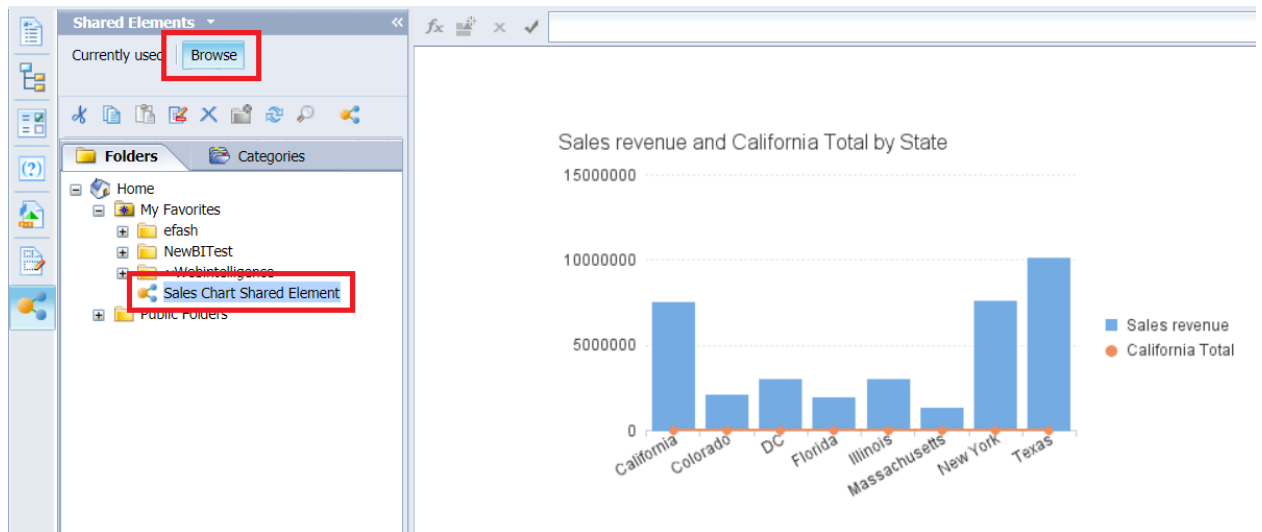 Shared Elements
Currently used
Browse
Folders
Categories
Home
My Favorites
efash
NewBITest
~Webintelligence
Sales Chart Shared Element
Public Folders
fx
Sales revenue and California Total by State
15000000
10000000
5000000
0
California
Colorado
DC
Florida
Illinois
Massachusetts
New York
Texas
Sales revenue
California Total